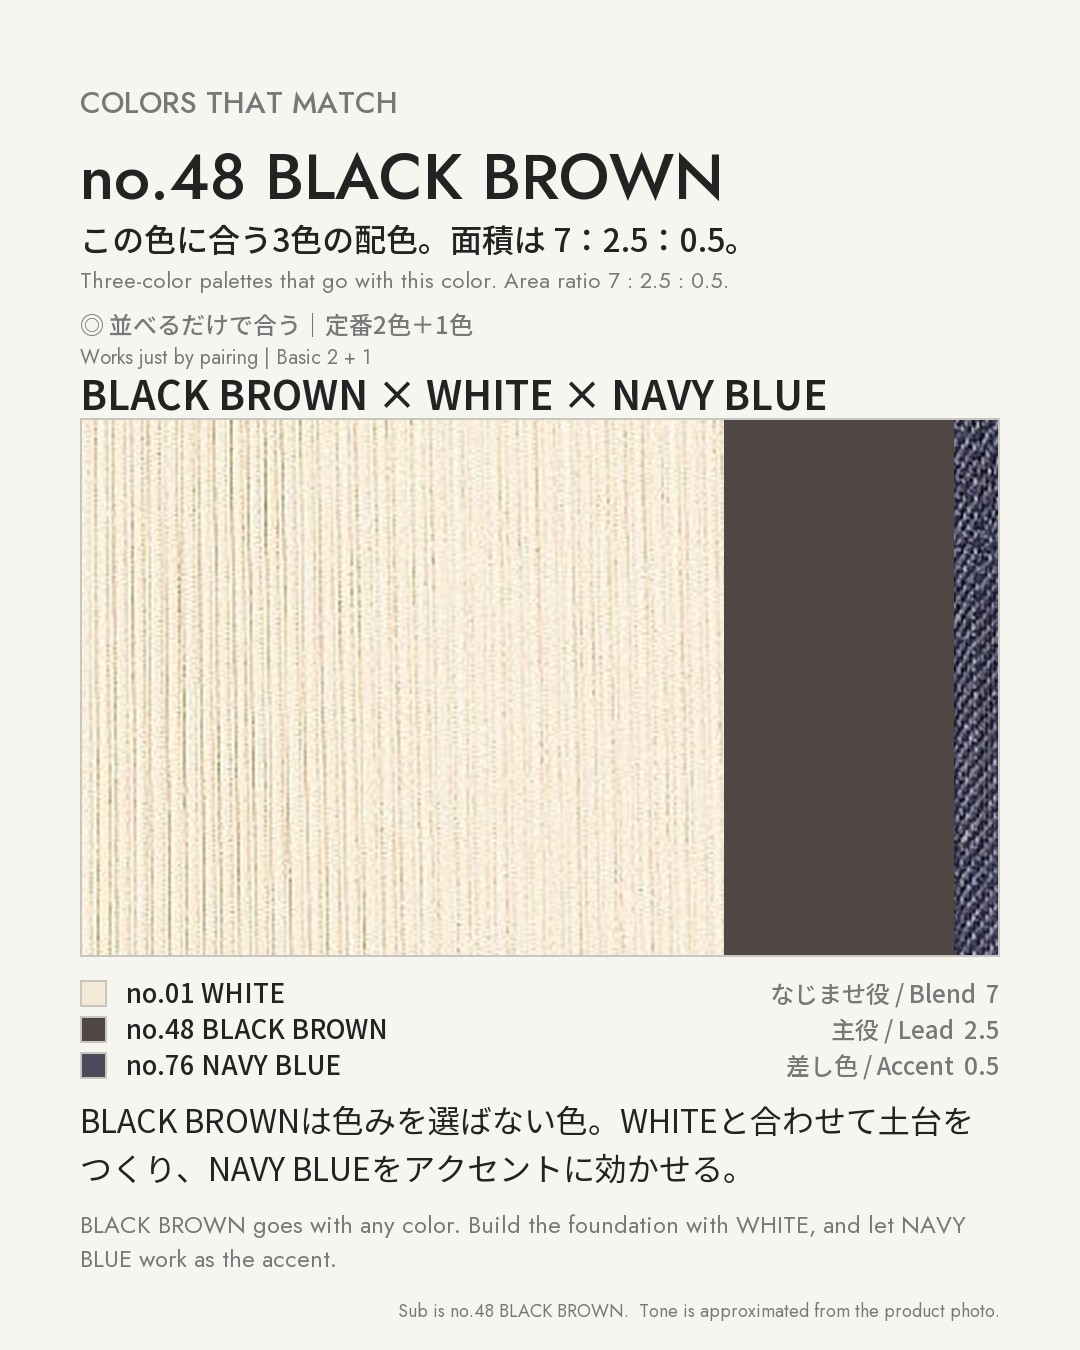 COLORS THAT MATCH
no.48 BLACK BROWN
この色に合う3色の配色。面積は 7：2.5：0.5。
Three-color palettes that go with this color. Area ratio 7 : 2.5 : 0.5.
◎ 並べるだけで合う｜定番2色＋1色
Works just by pairing | Basic 2 + 1
BLACK BROWN × WHITE × NAVY BLUE
no.01 WHITE なじませ役 / Blend 7
no.48 BLACK BROWN 主役 / Lead 2.5
no.76 NAVY BLUE 差し色 / Accent 0.5
BLACK BROWNは色みを選ばない色。WHITEと合わせて土台を
つくり、NAVY BLUEをアクセントに効かせる。
BLACK BROWN goes with any color. Build the foundation with WHITE, and let NAVY
BLUE work as the accent.
Sub is no.48 BLACK BROWN. Tone is approximated from the product photo.